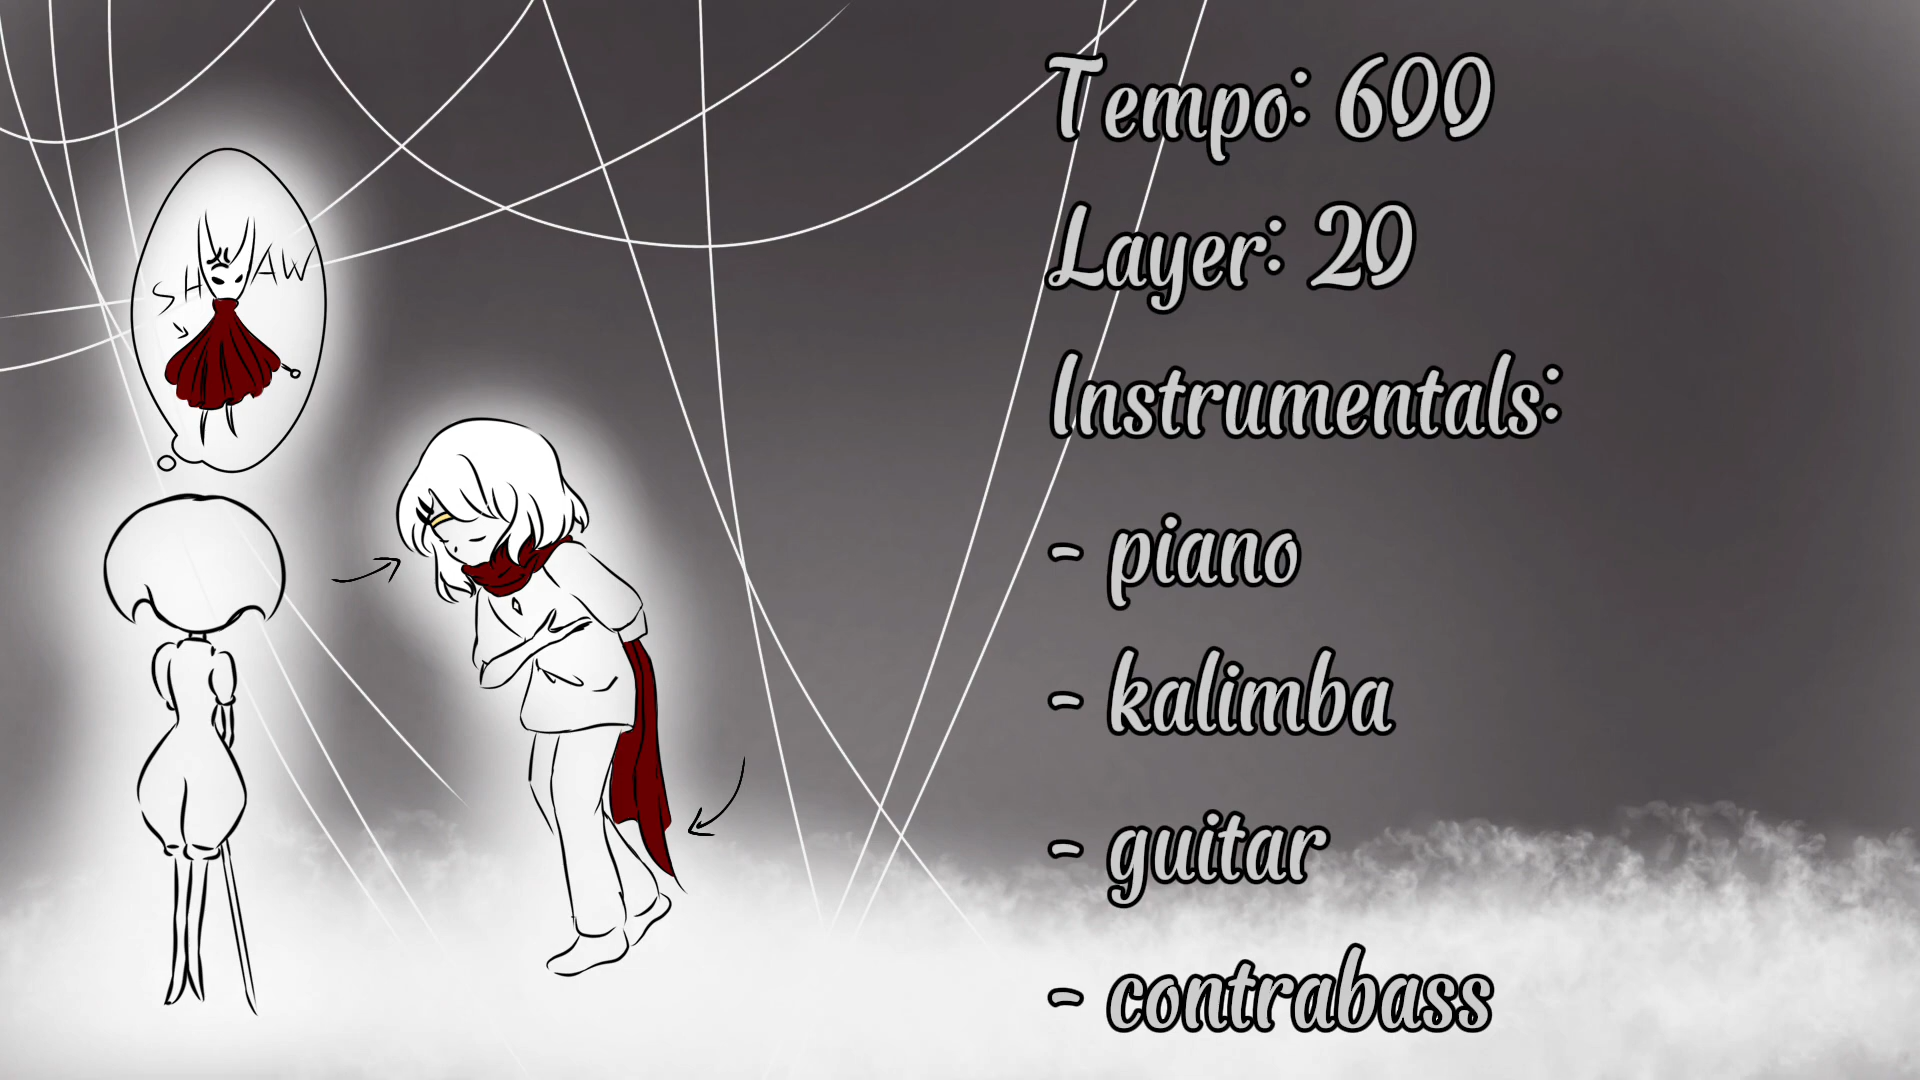 SHAW
Tempo: 600
Layer: 20
Instrumentals:
- piano
- kalimba
- guitar
- contrabass